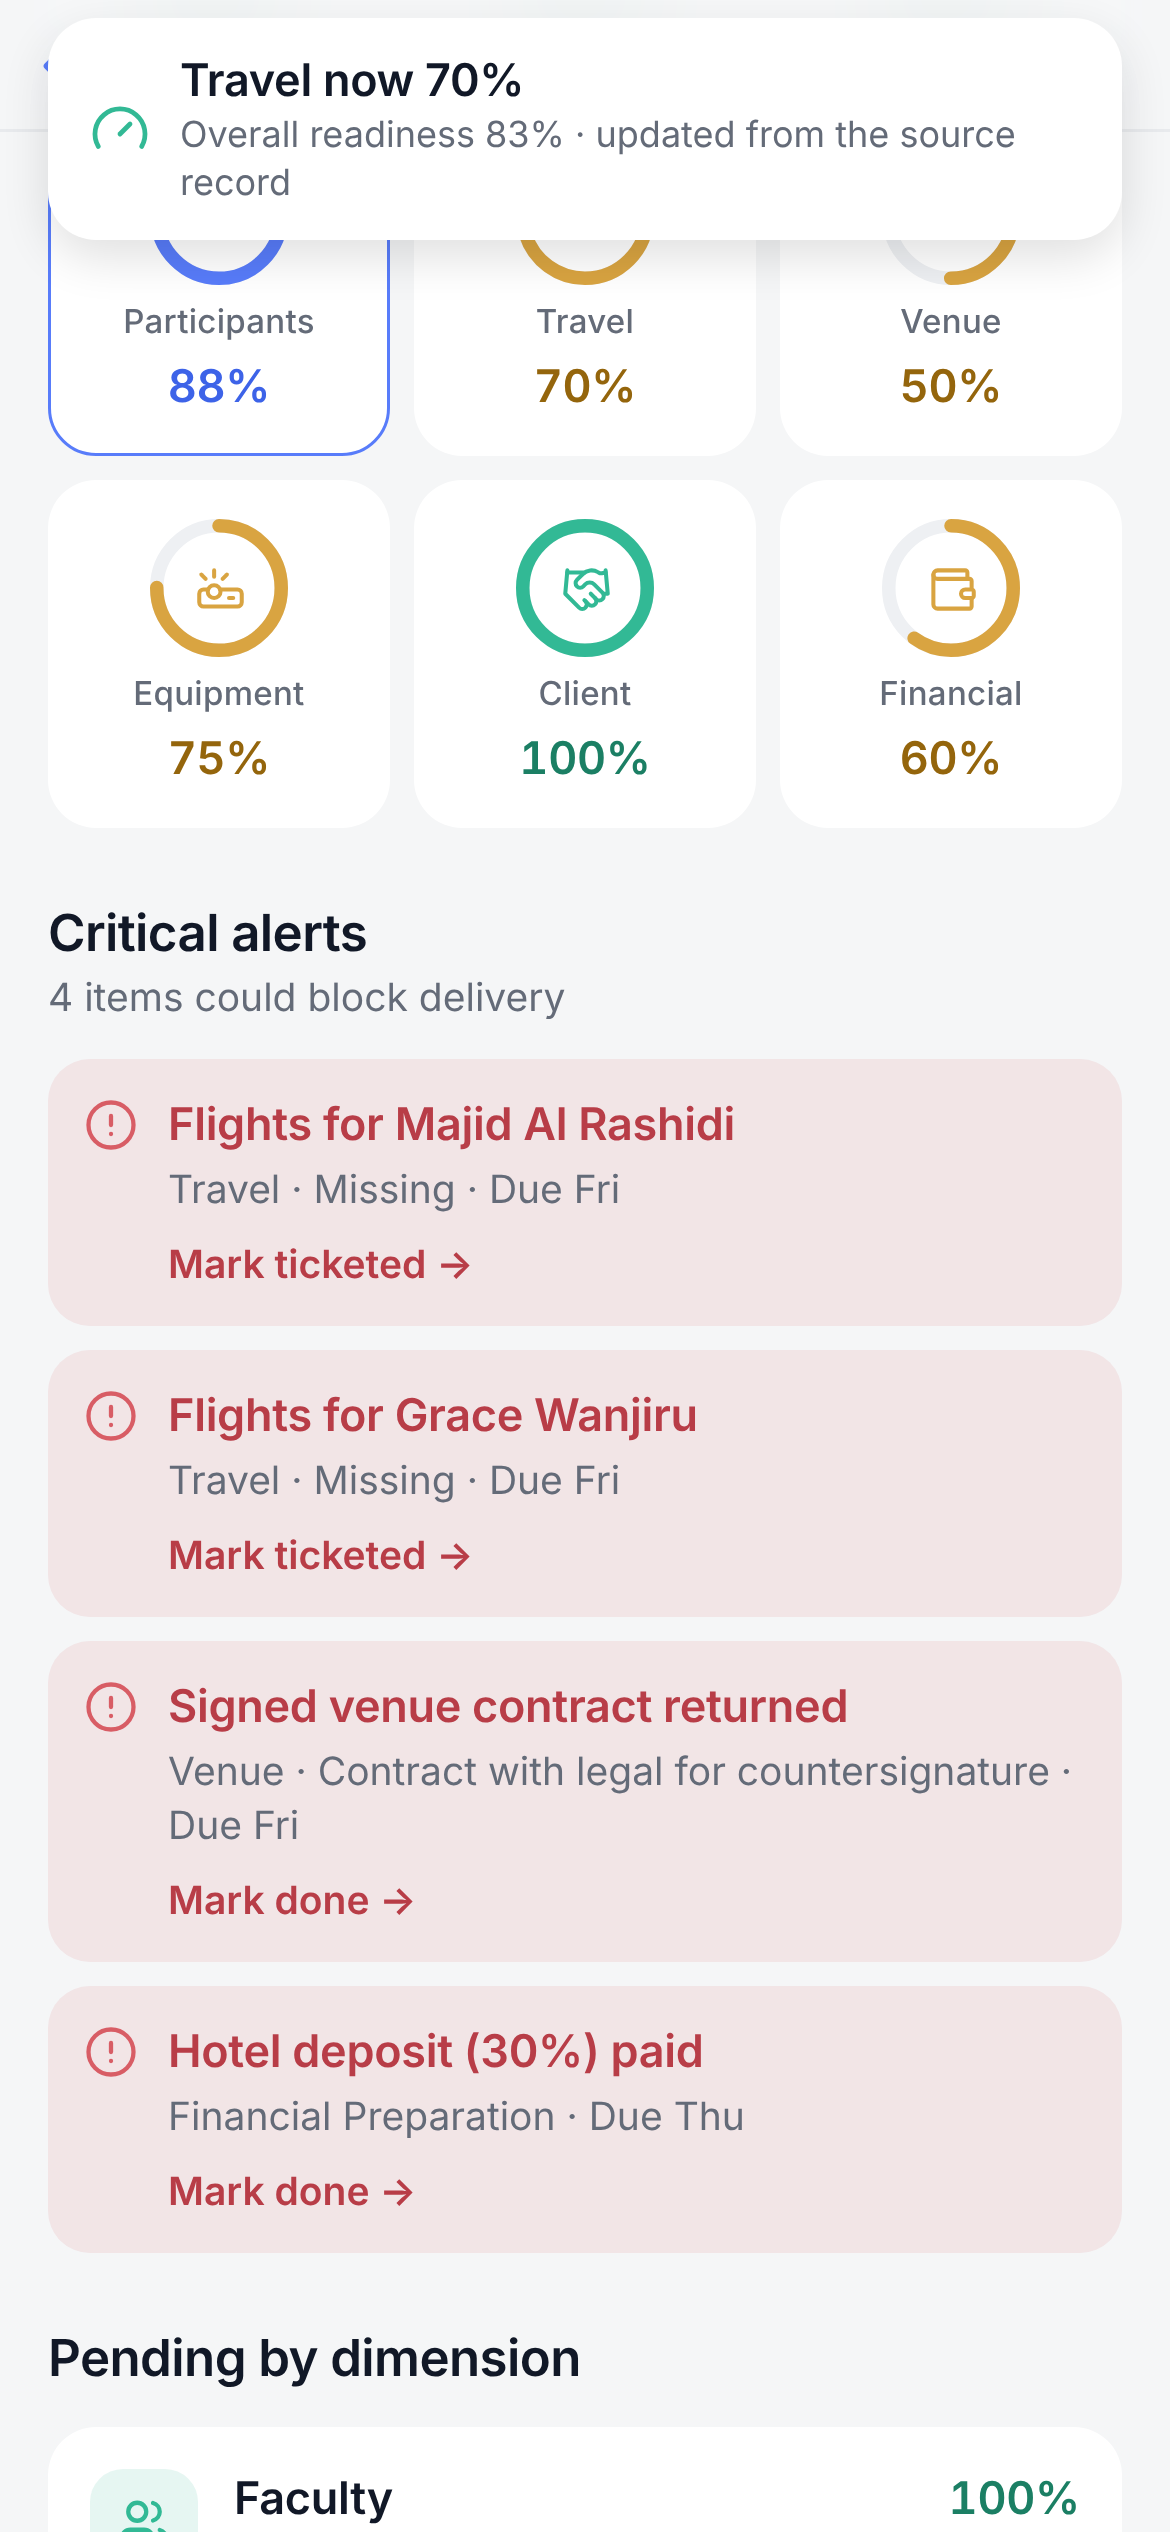 Travel now 70%
Overall readiness 83% · updated from the source
record
Participants
Travel
Venue
88%
70%
50%
Equipment
Client
Financial
75%
100%
60%
Critical alerts
4 items could block delivery
Flights for Majid Al Rashidi
Travel · Missing · Due Fri
Mark ticketed →
Flights for Grace Wanjiru
Travel · Missing · Due Fri
Mark ticketed →
Signed venue contract returned
Venue · Contract with legal for countersignature ·
Due Fri
Mark done →
Hotel deposit (30%) paid
Financial Preparation · Due Thu
Mark done →
Pending by dimension
Faculty
100%